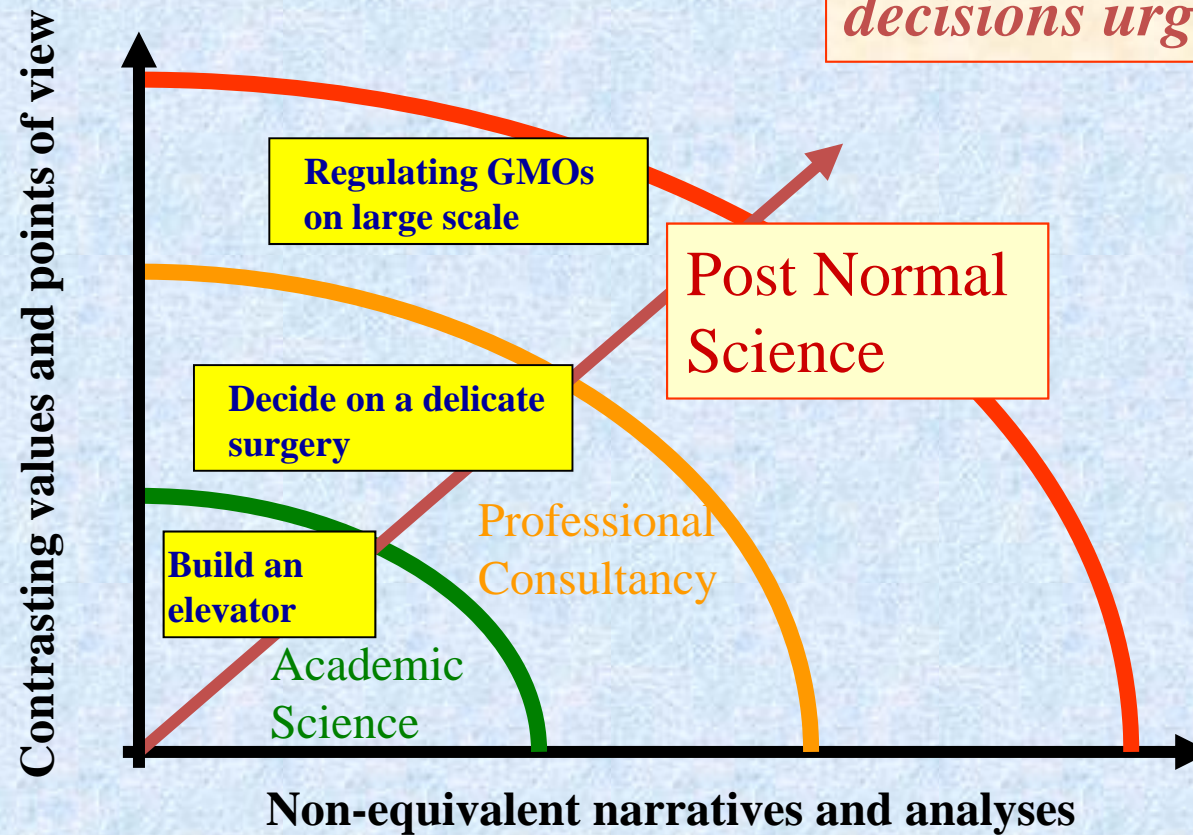 decisions urg
Contrasting values and points of view
Regulating GMOs
on large scale
Post Normal
Science
Decide on a delicate
surgery
Professional
Consultancy
Build an
elevator
Academic
Science
Non-equivalent narratives and analyses